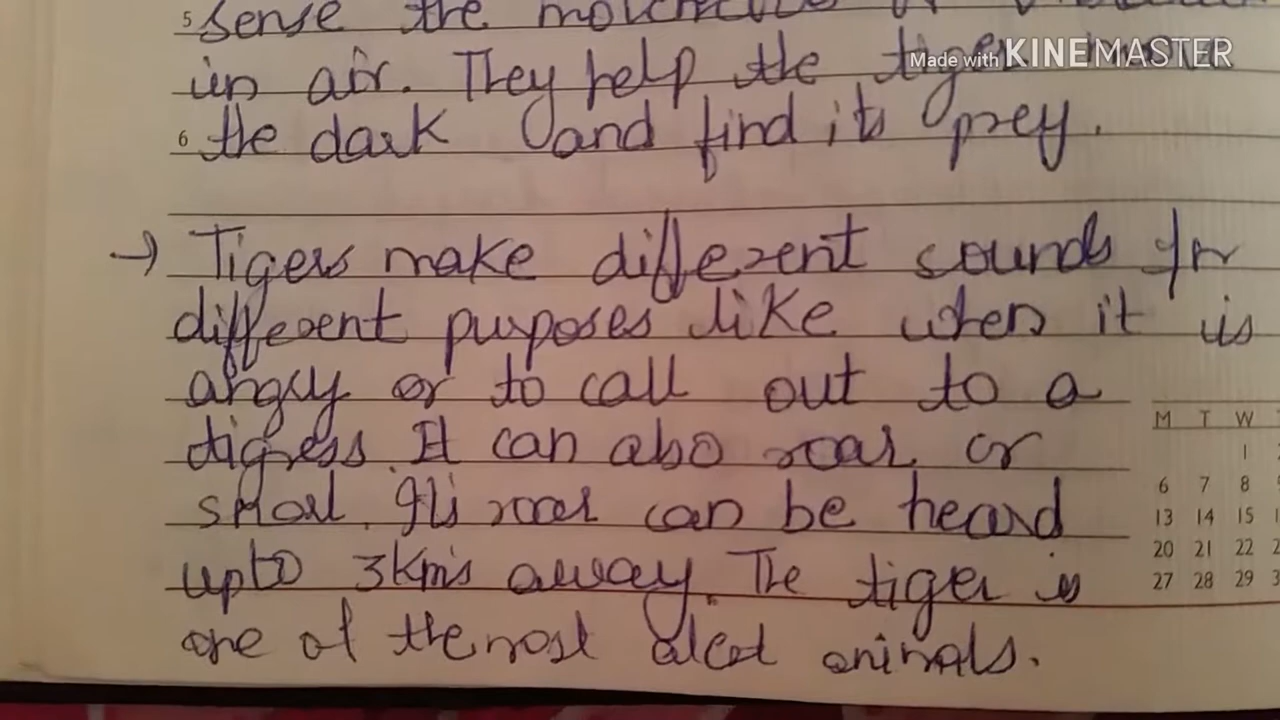 5 sense the
Made with KINEMASTER
in air. They help the tiger
6 the dark and find its prey.
→ Tigers make different sounds for
different purposes like when it is
angry or to call out to a
tigress. It can also roar or
snarl. Its roar can be heard
upto 3km's away. The tiger is
one of the most alert animals.
M T W
1
6 7 8
13 14 15
20 21 22
27 28 29